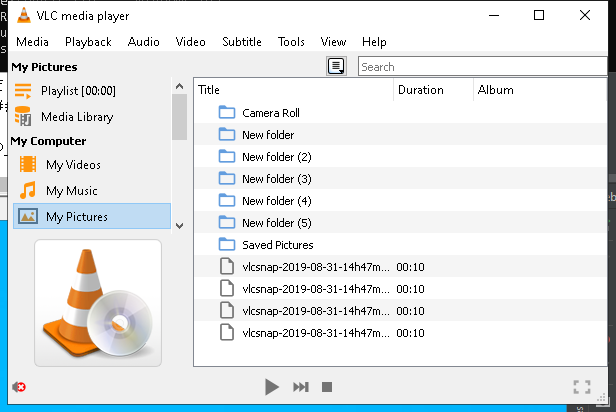 VLC media player
Media Playback Audio Video Subtitle Tools View Help
My Pictures
Search
Playlist [00:00]
Media Library
My Computer
My Videos
My Music
My Pictures
Title Duration Album
Camera Roll
New folder
New folder (2)
New folder (3)
New folder (4)
New folder (5)
Saved Pictures
vlcsnap-2019-08-31-14h47m... 00:10
vlcsnap-2019-08-31-14h47m... 00:10
vlcsnap-2019-08-31-14h47m... 00:10
vlcsnap-2019-08-31-14h47m... 00:10